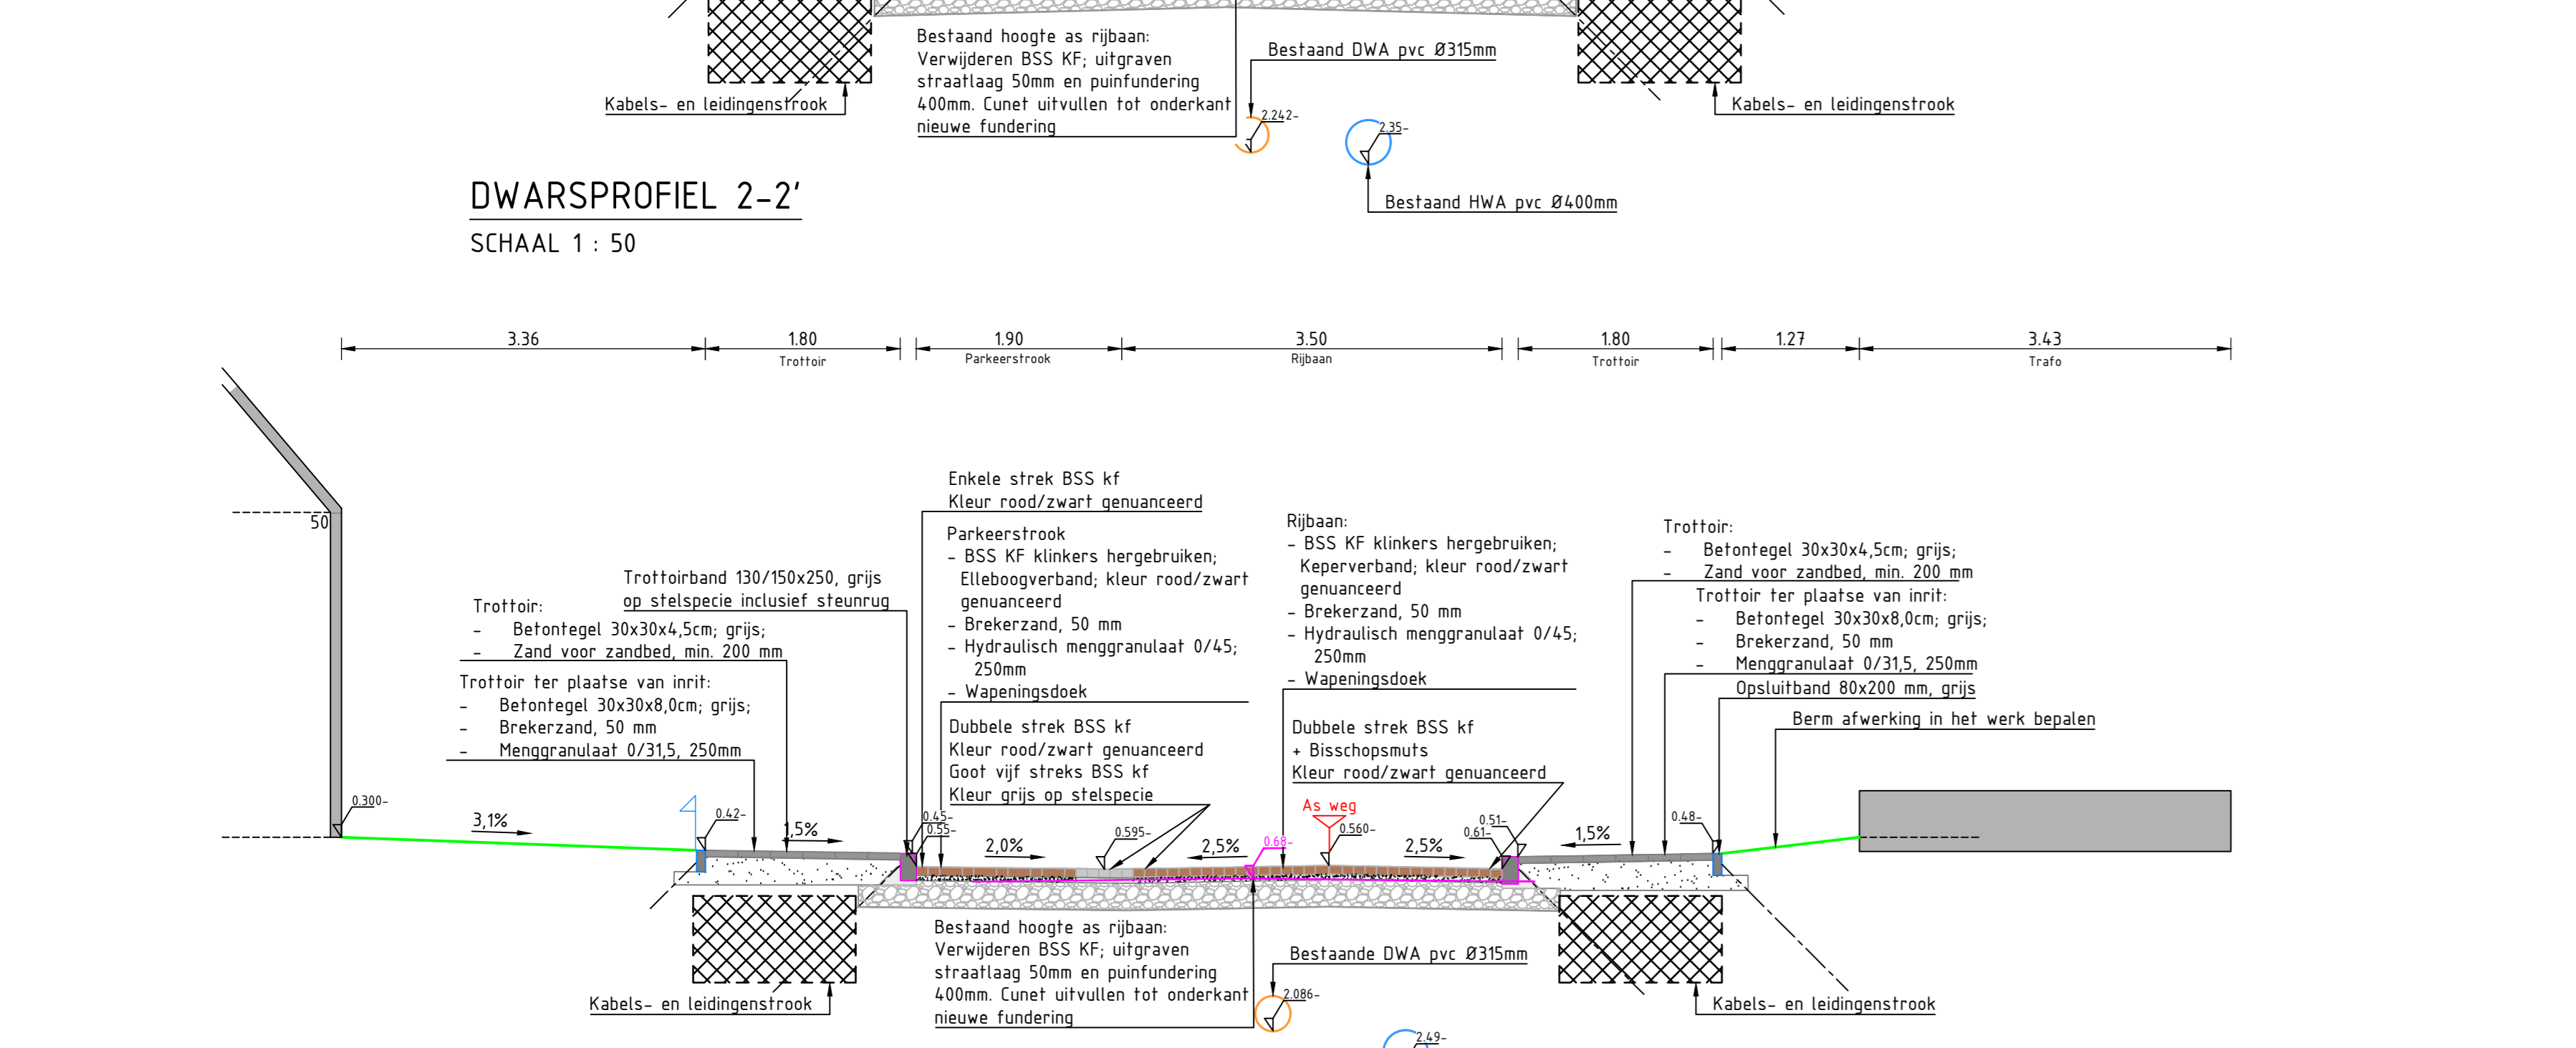 Bestaand hoogte as rijbaan:
Verwijderen BSS KF; uitgraven
straatlaag 50mm en puinfundering
400mm. Cunet uitvullen tot onderkant
nieuwe fundering
Bestaand DWA pvc Ø315mm
Kabels- en leidingenstrook
Kabels- en leidingenstrook
2.242-
2.35-
Bestaand HWA pvc Ø400mm
DWARSPROFIEL 2-2'
SCHAAL 1 : 50
3.36
1.80
Trottoir
1.90
Parkeerstrook
3.50
Rijbaan
1.80
Trottoir
1.27
3.43
Trafo
50
Enkele strek BSS kf
Kleur rood/zwart genuanceerd
Parkeerstrook
- BSS KF klinkers hergebruiken;
Elleboogverband; kleur rood/zwart
genuanceerd
- Brekerzand, 50 mm
- Hydraulisch menggranulaat 0/45;
250mm
- Wapeningsdoek
Rijbaan:
- BSS KF klinkers hergebruiken;
Keperverband; kleur rood/zwart
genuanceerd
- Brekerzand, 50 mm
- Hydraulisch menggranulaat 0/45;
250mm
- Wapeningsdoek
Trottoir:
- Betontegel 30x30x4,5cm; grijs;
- Zand voor zandbed, min. 200 mm
Trottoir ter plaatse van inrit:
- Betontegel 30x30x8,0cm; grijs;
- Brekerzand, 50 mm
- Menggranulaat 0/31,5, 250mm
Opsluitband 80x200 mm, grijs
Berm afwerking in het werk bepalen
Trottoirband 130/150x250, grijs
op stelspecie inclusief steunrug
Trottoir:
- Betontegel 30x30x4,5cm; grijs;
- Zand voor zandbed, min. 200 mm
Trottoir ter plaatse van inrit:
- Betontegel 30x30x8,0cm; grijs;
- Brekerzand, 50 mm
- Menggranulaat 0/31,5, 250mm
Dubbele strek BSS kf
Kleur rood/zwart genuanceerd
Goot vijf streks BSS kf
Kleur grijs op stelspecie
Dubbele strek BSS kf
+ Bisschopsmuts
Kleur rood/zwart genuanceerd
0.300-
3,1%
0.42-
1,5%
0.45-
0.55-
2,0%
0.595-
2,5%
0.68-
As weg
0.560-
2,5%
0.51-
0.61-
1,5%
0.48-
Bestaand hoogte as rijbaan:
Verwijderen BSS KF; uitgraven
straatlaag 50mm en puinfundering
400mm. Cunet uitvullen tot onderkant
nieuwe fundering
Bestaande DWA pvc Ø315mm
2.086-
Kabels- en leidingenstrook
Kabels- en leidingenstrook
2.49-